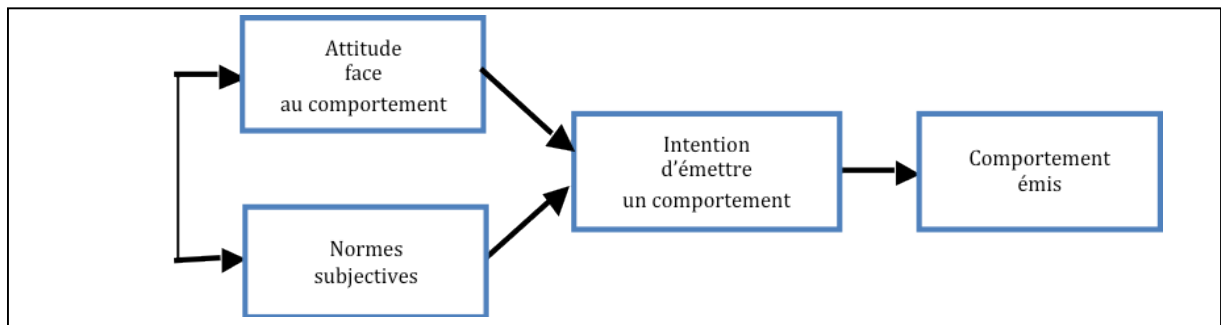 Attitude
face
au comportement
Intention
d'émettre
un comportement
Comportement
émis
Normes
subjectives